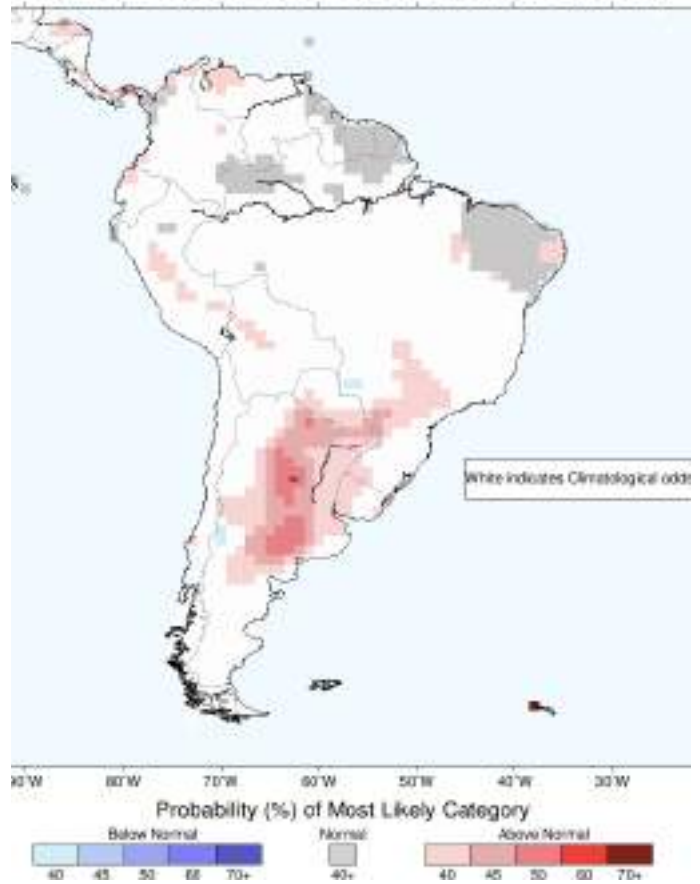 White indicates Climatological odds
80°W 70°W 60°W 50°W 40°W 30°W
Probability (%) of Most Likely Category
Below Normal Normal Above Normal
40 45 50 60 70+ 40+ 40 45 50 60 70+